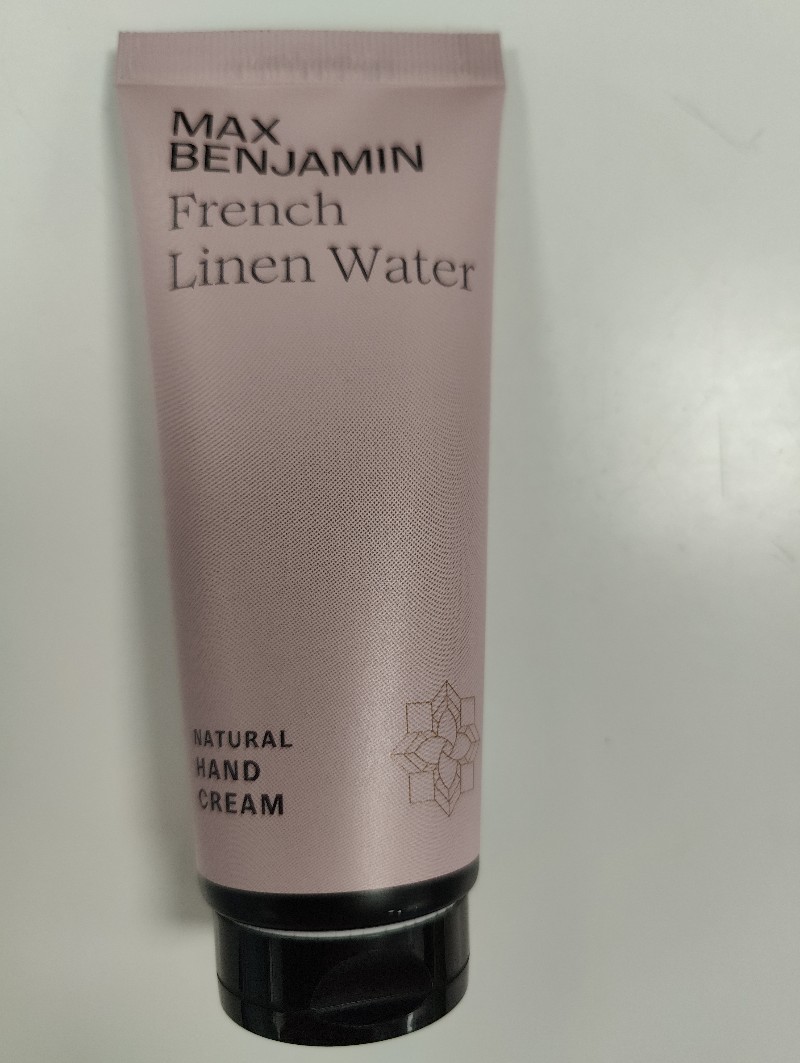 MAX
BENJAMIN
French
Linen Water
NATURAL
HAND
CREAM